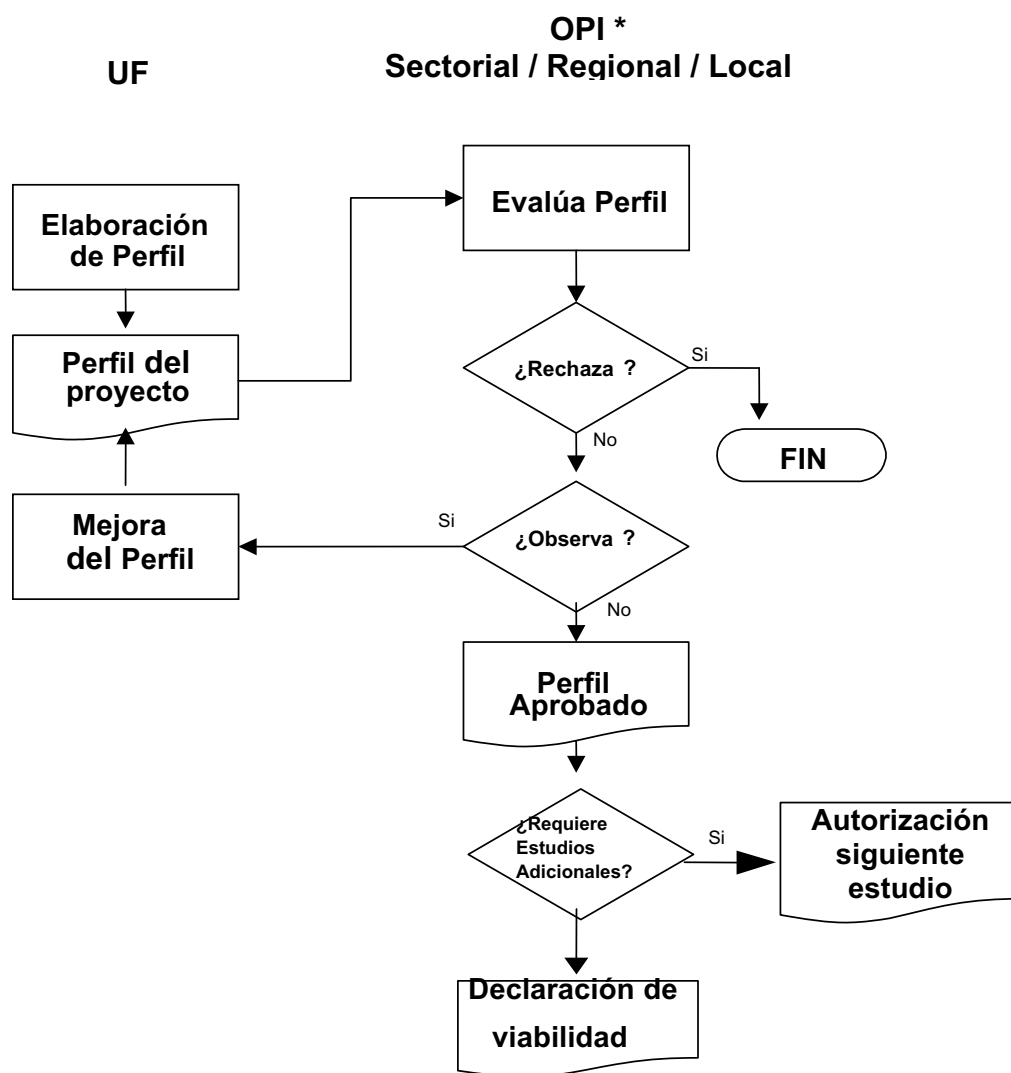 OPI *
UF
Sectorial / Regional / Local
Elaboración
de Perfil
Evalúa Perfil
Perfil del
proyecto
¿Rechaza ?
Si
No
FIN
Mejora
del Perfil
Si
¿Observa ?
No
Perfil
Aprobado
¿Requiere
Estudios
Adicionales?
Si
Autorización
siguiente
estudio
Declaración de
viabilidad